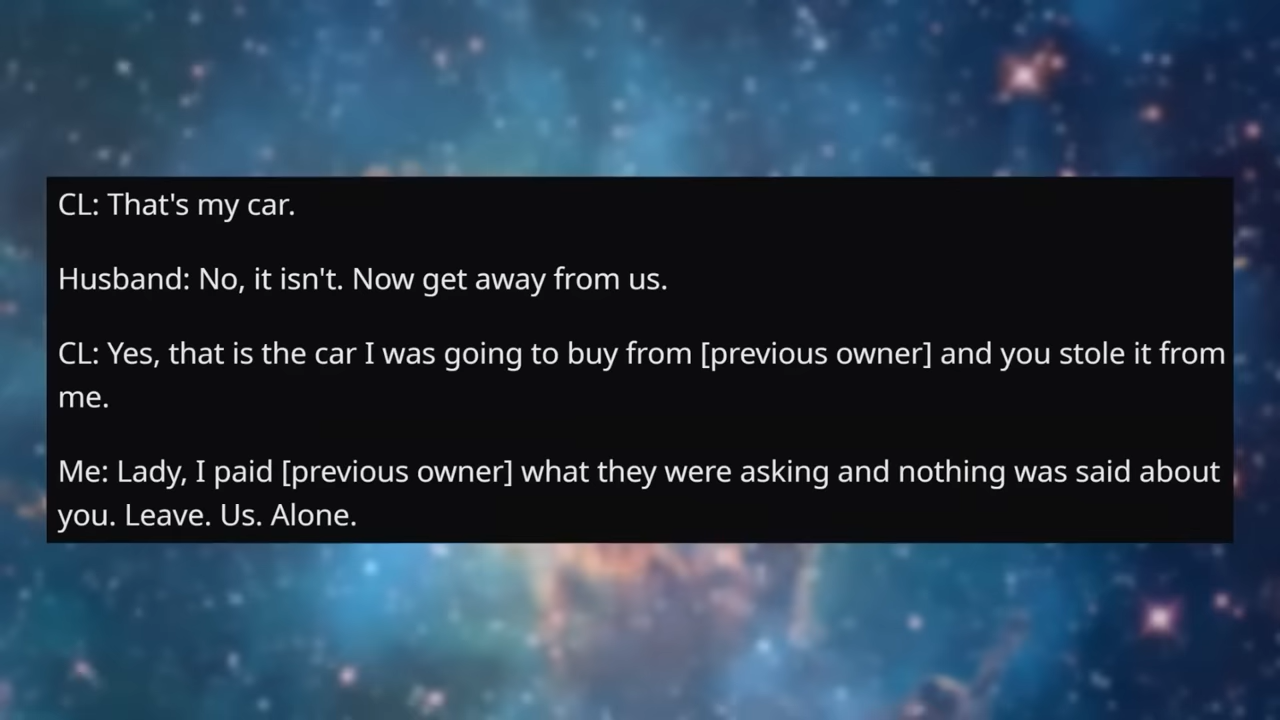 CL: That's my car.
Husband: No, it isn't. Now get away from us.
CL: Yes, that is the car I was going to buy from [previous owner] and you stole it from
me.
Me: Lady, I paid [previous owner] what they were asking and nothing was said about
you. Leave. Us. Alone.